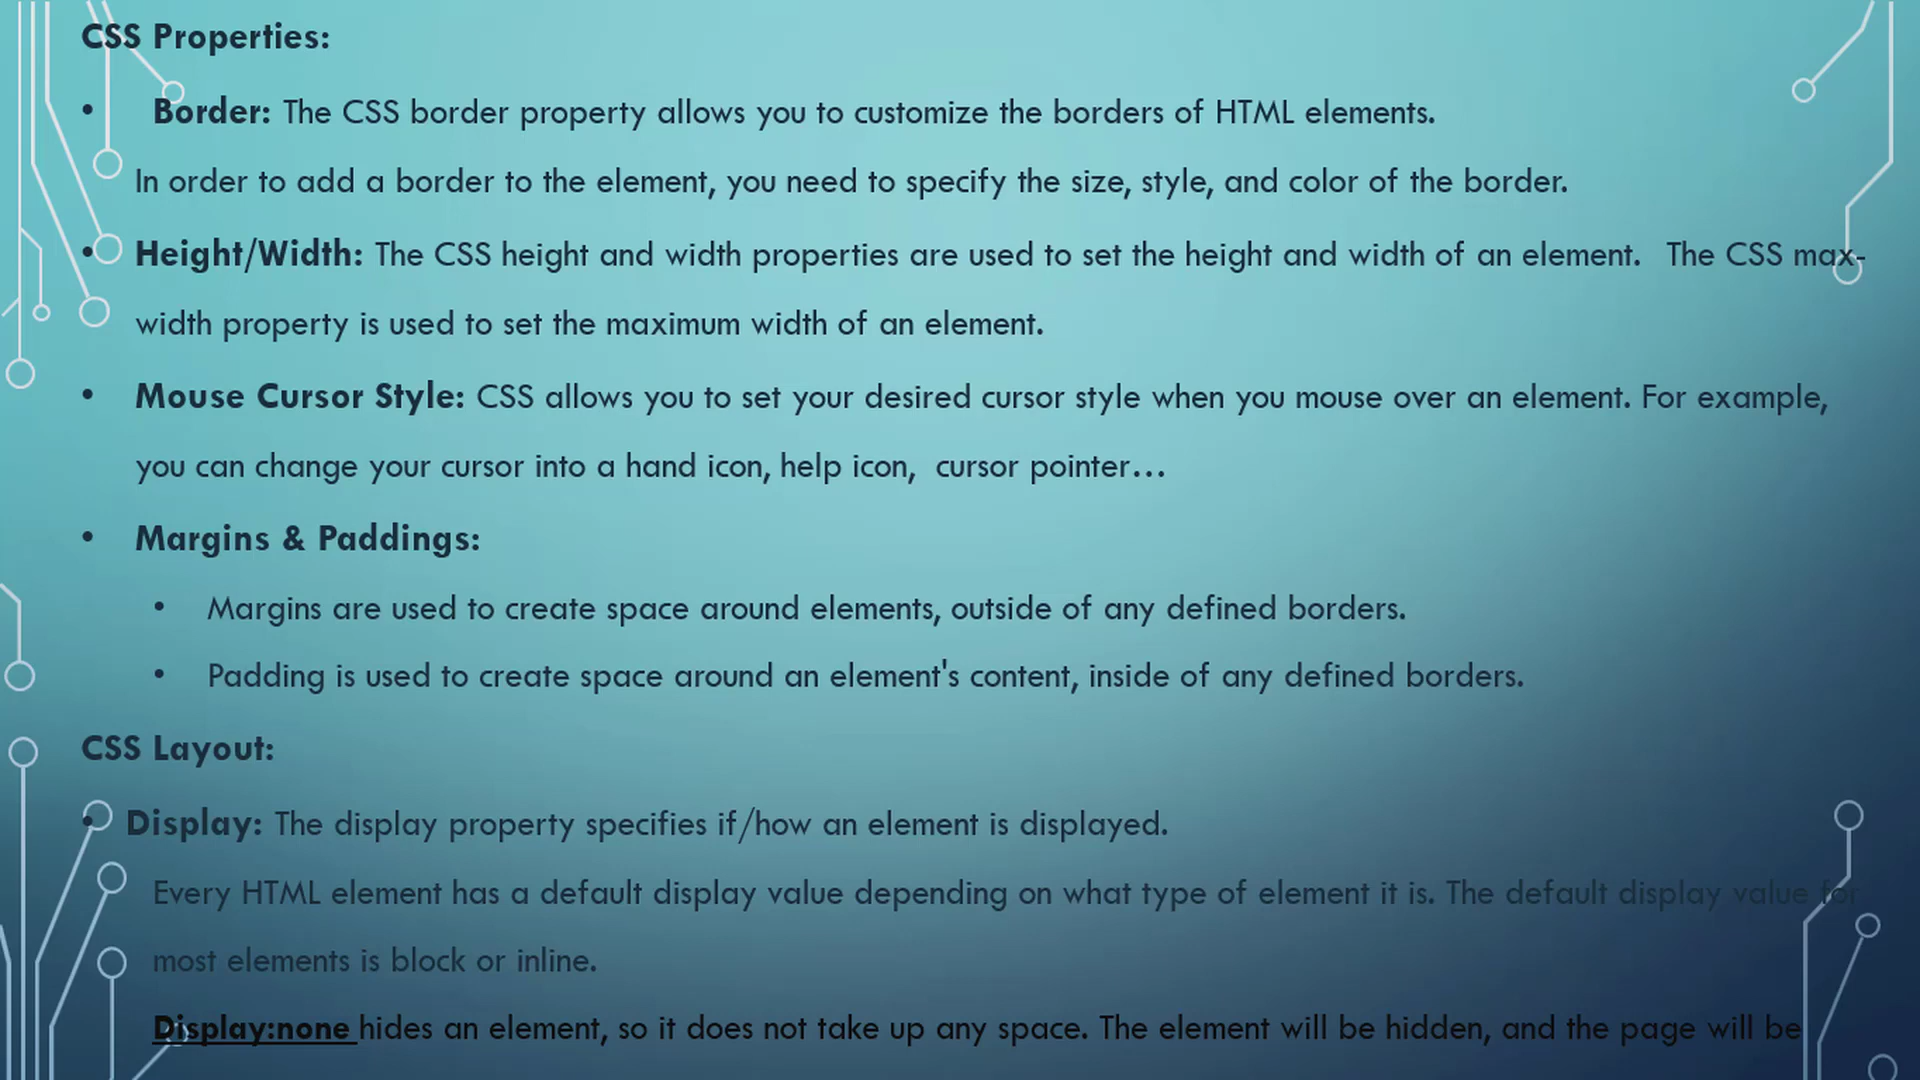 CSS Properties:
• Border: The CSS border property allows you to customize the borders of HTML elements.
In order to add a border to the element, you need to specify the size, style, and color of the border.
• Height/Width: The CSS height and width properties are used to set the height and width of an element.  The CSS max-
width property is used to set the maximum width of an element.
• Mouse Cursor Style: CSS allows you to set your desired cursor style when you mouse over an element. For example,
you can change your cursor into a hand icon, help icon,  cursor pointer…
• Margins & Paddings:
• Margins are used to create space around elements, outside of any defined borders.
• Padding is used to create space around an element's content, inside of any defined borders.
CSS Layout:
• Display: The display property specifies if/how an element is displayed.
Every HTML element has a default display value depending on what type of element it is. The default display value for
most elements is block or inline.
Display:none hides an element, so it does not take up any space. The element will be hidden, and the page will be